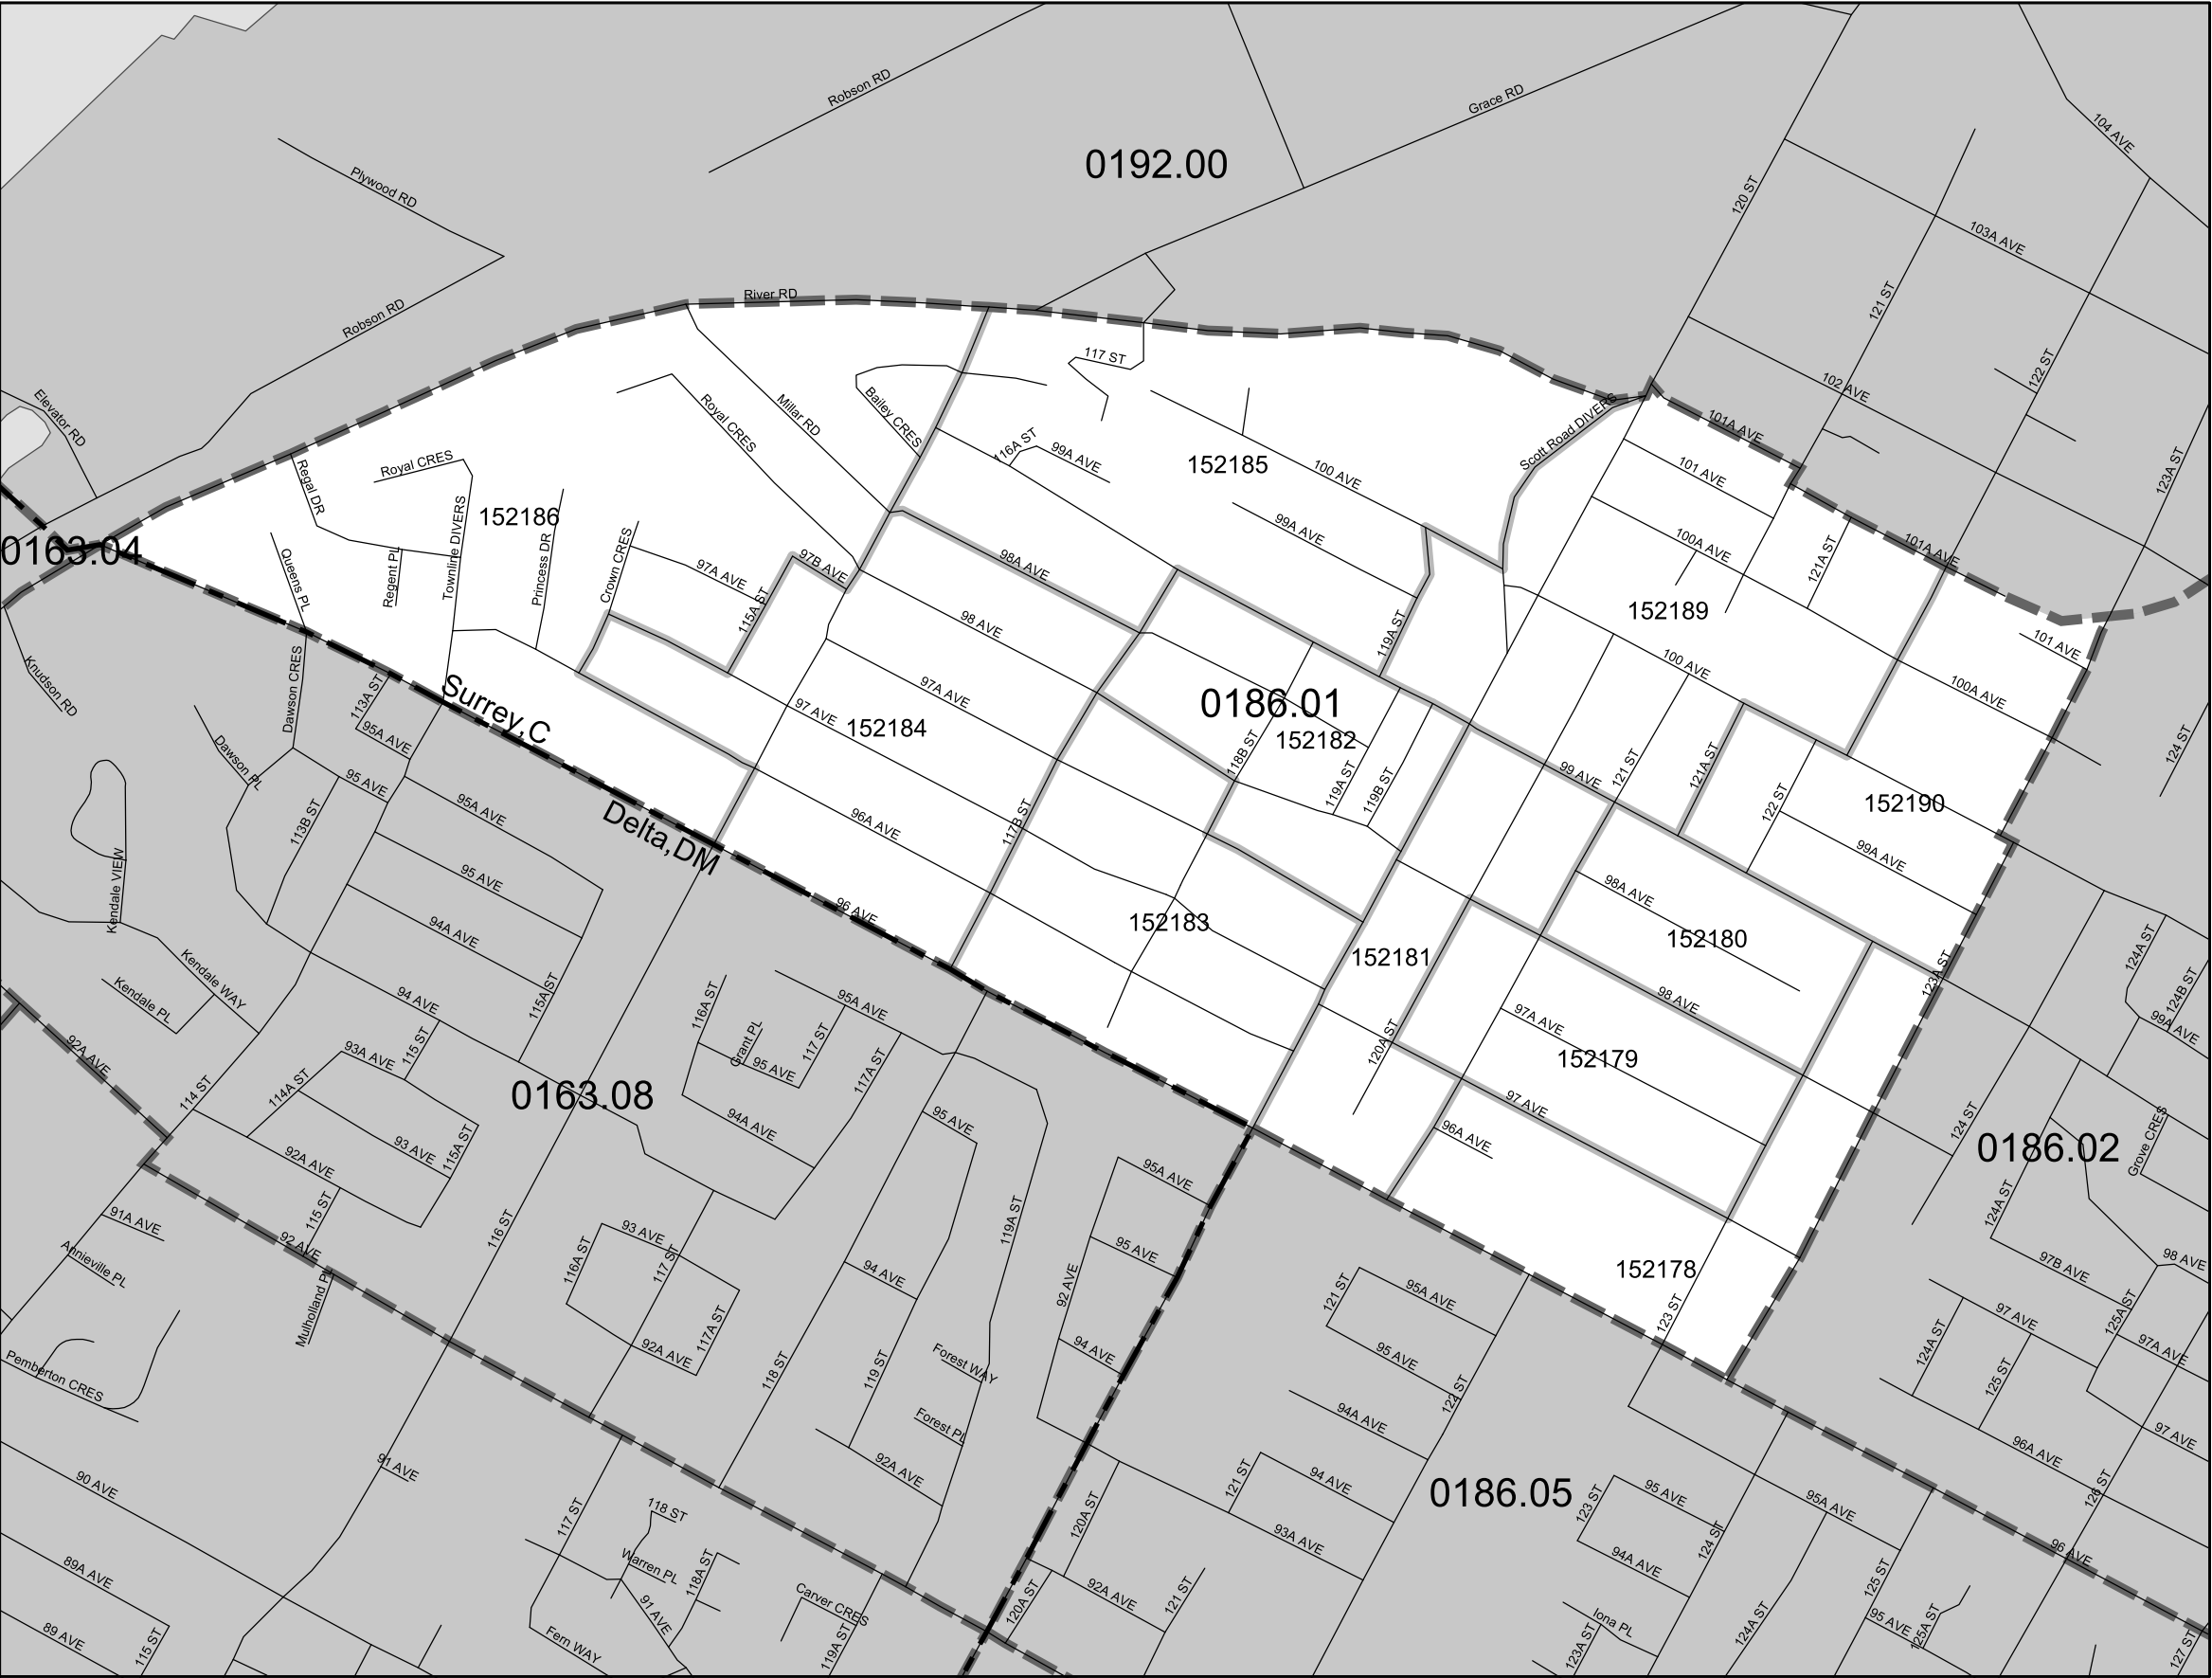 Robson RD
Grace RD
104 AVE
0192.00
Plywood RD
120 ST
103A AVE
River RD
Robson RD
121 ST
117 ST
122 ST
102 AVE
Elevator RD
Royal CRES
Millar RD
Bailey CRES
Scott Road DIVERS
101A AVE
116A ST
99A AVE
152185
100 AVE
101 AVE
123A ST
Regal DR
Royal CRES
Townline DIVERS
152186
99A AVE
100A AVE
121A ST
101A AVE
0163.04
Queens PL
Regent PL
Princess DR
Crown CRES
97A AVE
97B AVE
115A ST
98A AVE
98 AVE
119A ST
152189
100 AVE
101 AVE
100A AVE
Knudson RD
Dawson CRES
113A ST
95A AVE
Surrey,C
97A AVE
97 AVE
152184
0186.01
152182
118B ST
119A ST
119B ST
99 AVE
121 ST
121A ST
122 ST
152190
124 ST
Dawson PL
95 AVE
113B ST
95A AVE
Delta,DM
96A AVE
117B ST
99A AVE
Kendale VIEW
95 AVE
94A AVE
96 AVE
152183
152181
98A AVE
152180
123A ST
124A ST
124B ST
99A AVE
Kendale WAY
Kendale PL
94 AVE
115A ST
116A ST
95A AVE
Grant PL
95 AVE
117 ST
117A ST
120A ST
97A AVE
98 AVE
152179
92A AVE
93A AVE
115 ST
114 ST
114A ST
93 AVE
115A ST
92A AVE
0163.08
94A AVE
95 AVE
97 AVE
96A AVE
124 ST
0186.02
Grove CRES
115 ST
91A AVE
92 AVE
Annieville PL
Mulholland PL
116 ST
93 AVE
116A ST
117 ST
117A ST
92A AVE
119A ST
95A AVE
95 AVE
92 AVE
94 AVE
94 AVE
118 ST
119 ST
152178
123 ST
124A ST
97B AVE
98 AVE
125A ST
97 AVE
97A AVE
124A ST
125 ST
97 AVE
96A AVE
121 ST
95A AVE
95 AVE
94A AVE
122 ST
Forest WAY
Forest PL
92A AVE
Pemberton CRES
90 AVE
91 AVE
0186.05
121 ST
94 AVE
93A AVE
120A ST
123 ST
95 AVE
94A AVE
124 ST
95A AVE
126 ST
96 AVE
117 ST
118 ST
Warren PL
118A ST
91 AVE
Fern WAY
Carver CRES
119A ST
89A AVE
89 AVE
115 ST
120A ST
92A AVE
121 ST
Iona PL
123A ST
124A ST
125 ST
95 AVE
125A ST
127 ST